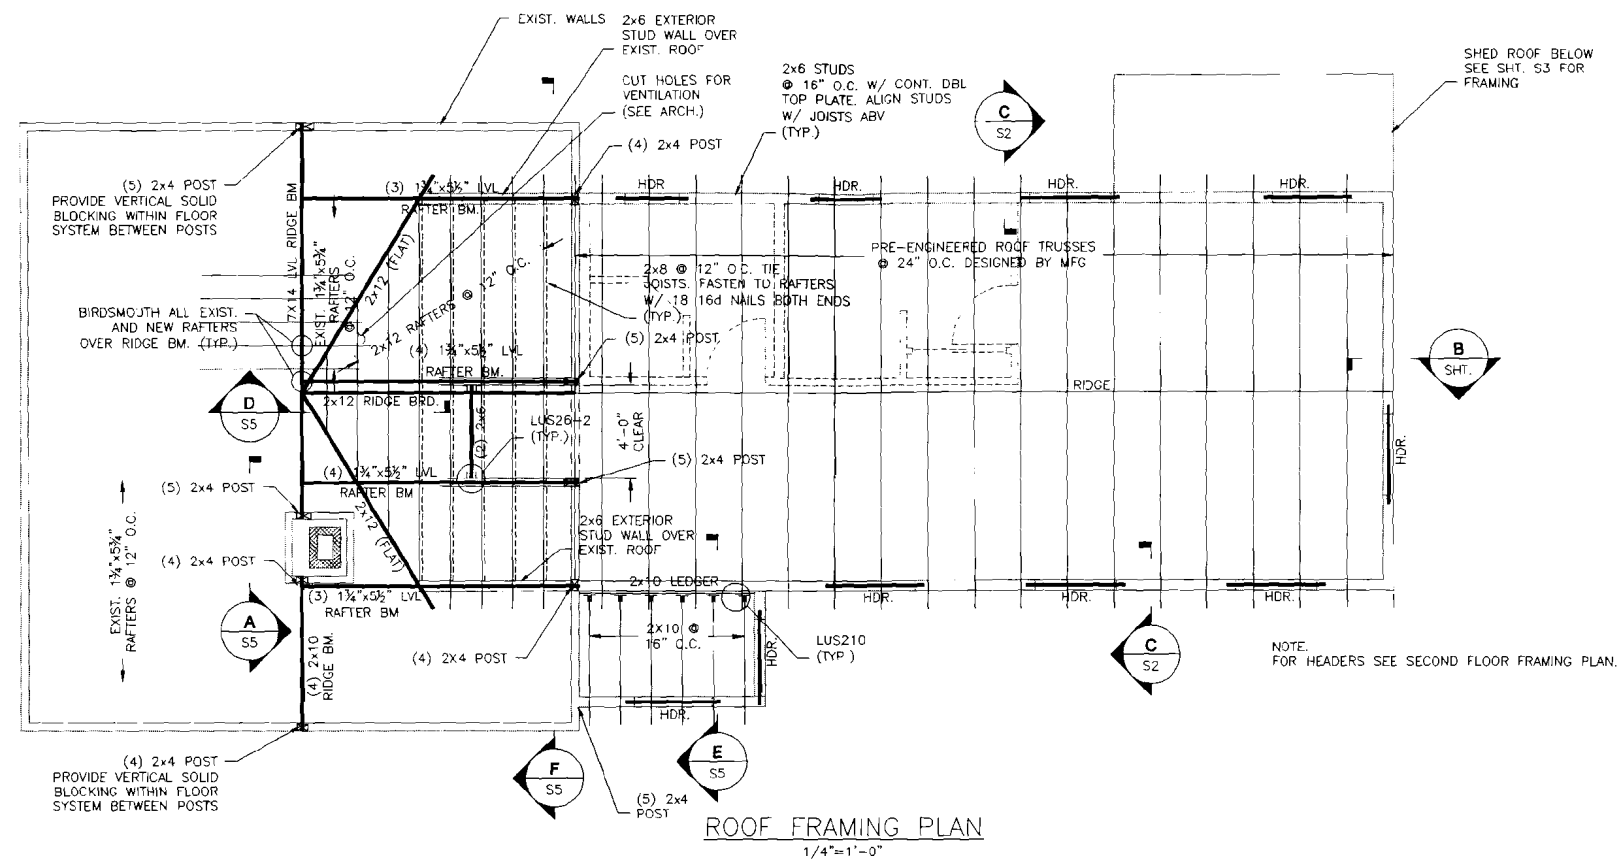 EXIST. WALLS
2x6 EXTERIOR
STUD WALL OVER
EXIST. ROOF
CUT HOLES FOR
VENTILATION
(SEE ARCH.)
2x6 STUDS
@ 16" O.C. W/ CONT. DBL
TOP PLATE. ALIGN STUDS
W/ JOISTS ABV
(TYP.)
SHED ROOF BELOW
SEE SHT. S3 FOR
FRAMING
C
S2
(4) 2x4 POST
(5) 2x4 POST
PROVIDE VERTICAL SOLID
BLOCKING WITHIN FLOOR
SYSTEM BETWEEN POSTS
(3) 1¾"x5½" LVL
RAFTER BM.
HDR
HDR.
HDR.
HDR.
7X14 LVL RIDGE BM
EXIST. 1¾"x5¾"
RAFTERS
@ 12" O.C.
2x12 (FLAT)
2x12 RAFTERS @ 12" O.C.
2x8 @ 12" O.C. TIE
JOISTS. FASTEN TO RAFTERS
W/ 18 16d NAILS BOTH ENDS
(TYP.)
PRE-ENGINEERED ROOF TRUSSES
@ 24" O.C. DESIGNED BY MFG
BIRDSMOUTH ALL EXIST.
AND NEW RAFTERS
OVER RIDGE BM. (TYP.)
(4) 1¾"x5½" LVL
RAFTER BM.
(5) 2x4 POST
B
SHT.
RIDGE
D
S5
2x12 RIDGE BRD.
(2) 2x6
LUS26-2
(TYP.)
4'-0"
CLEAR
HDR.
(4) 1¾"x5½" LVL
RAFTER BM
(5) 2x4 POST
(5) 2x4 POST
2x12 (FLAT)
2x6 EXTERIOR
STUD WALL OVER
EXIST. ROOF
EXIST. 1¾"x5¾"
RAFTERS @ 12" O.C.
(4) 2x4 POST
2x10 LEDGER
(3) 1¾"x5½" LVL
RAFTER BM
HDR.
HDR.
HDR.
A
S5
(4) 2x10
RIDGE BM.
2X10 @
16" O.C.
HDR.
LUS210
(TYP.)
(4) 2X4 POST
C
S2
NOTE.
FOR HEADERS SEE SECOND FLOOR FRAMING PLAN.
HDR.
(4) 2x4 POST
PROVIDE VERTICAL SOLID
BLOCKING WITHIN FLOOR
SYSTEM BETWEEN POSTS
F
S5
E
S5
(5) 2x4
POST
ROOF FRAMING PLAN
1/4"=1'-0"